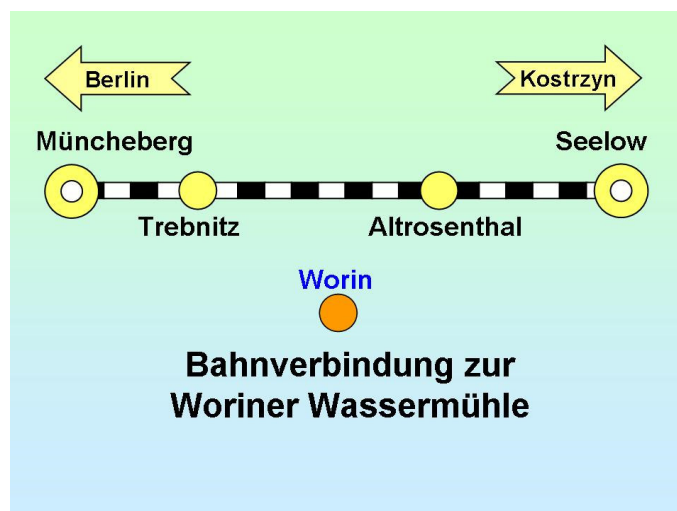 Berlin
Kostrzyn
Müncheberg
Seelow
Trebnitz
Altrosenthal
Worin
Bahnverbindung zur
Woriner Wassermühle